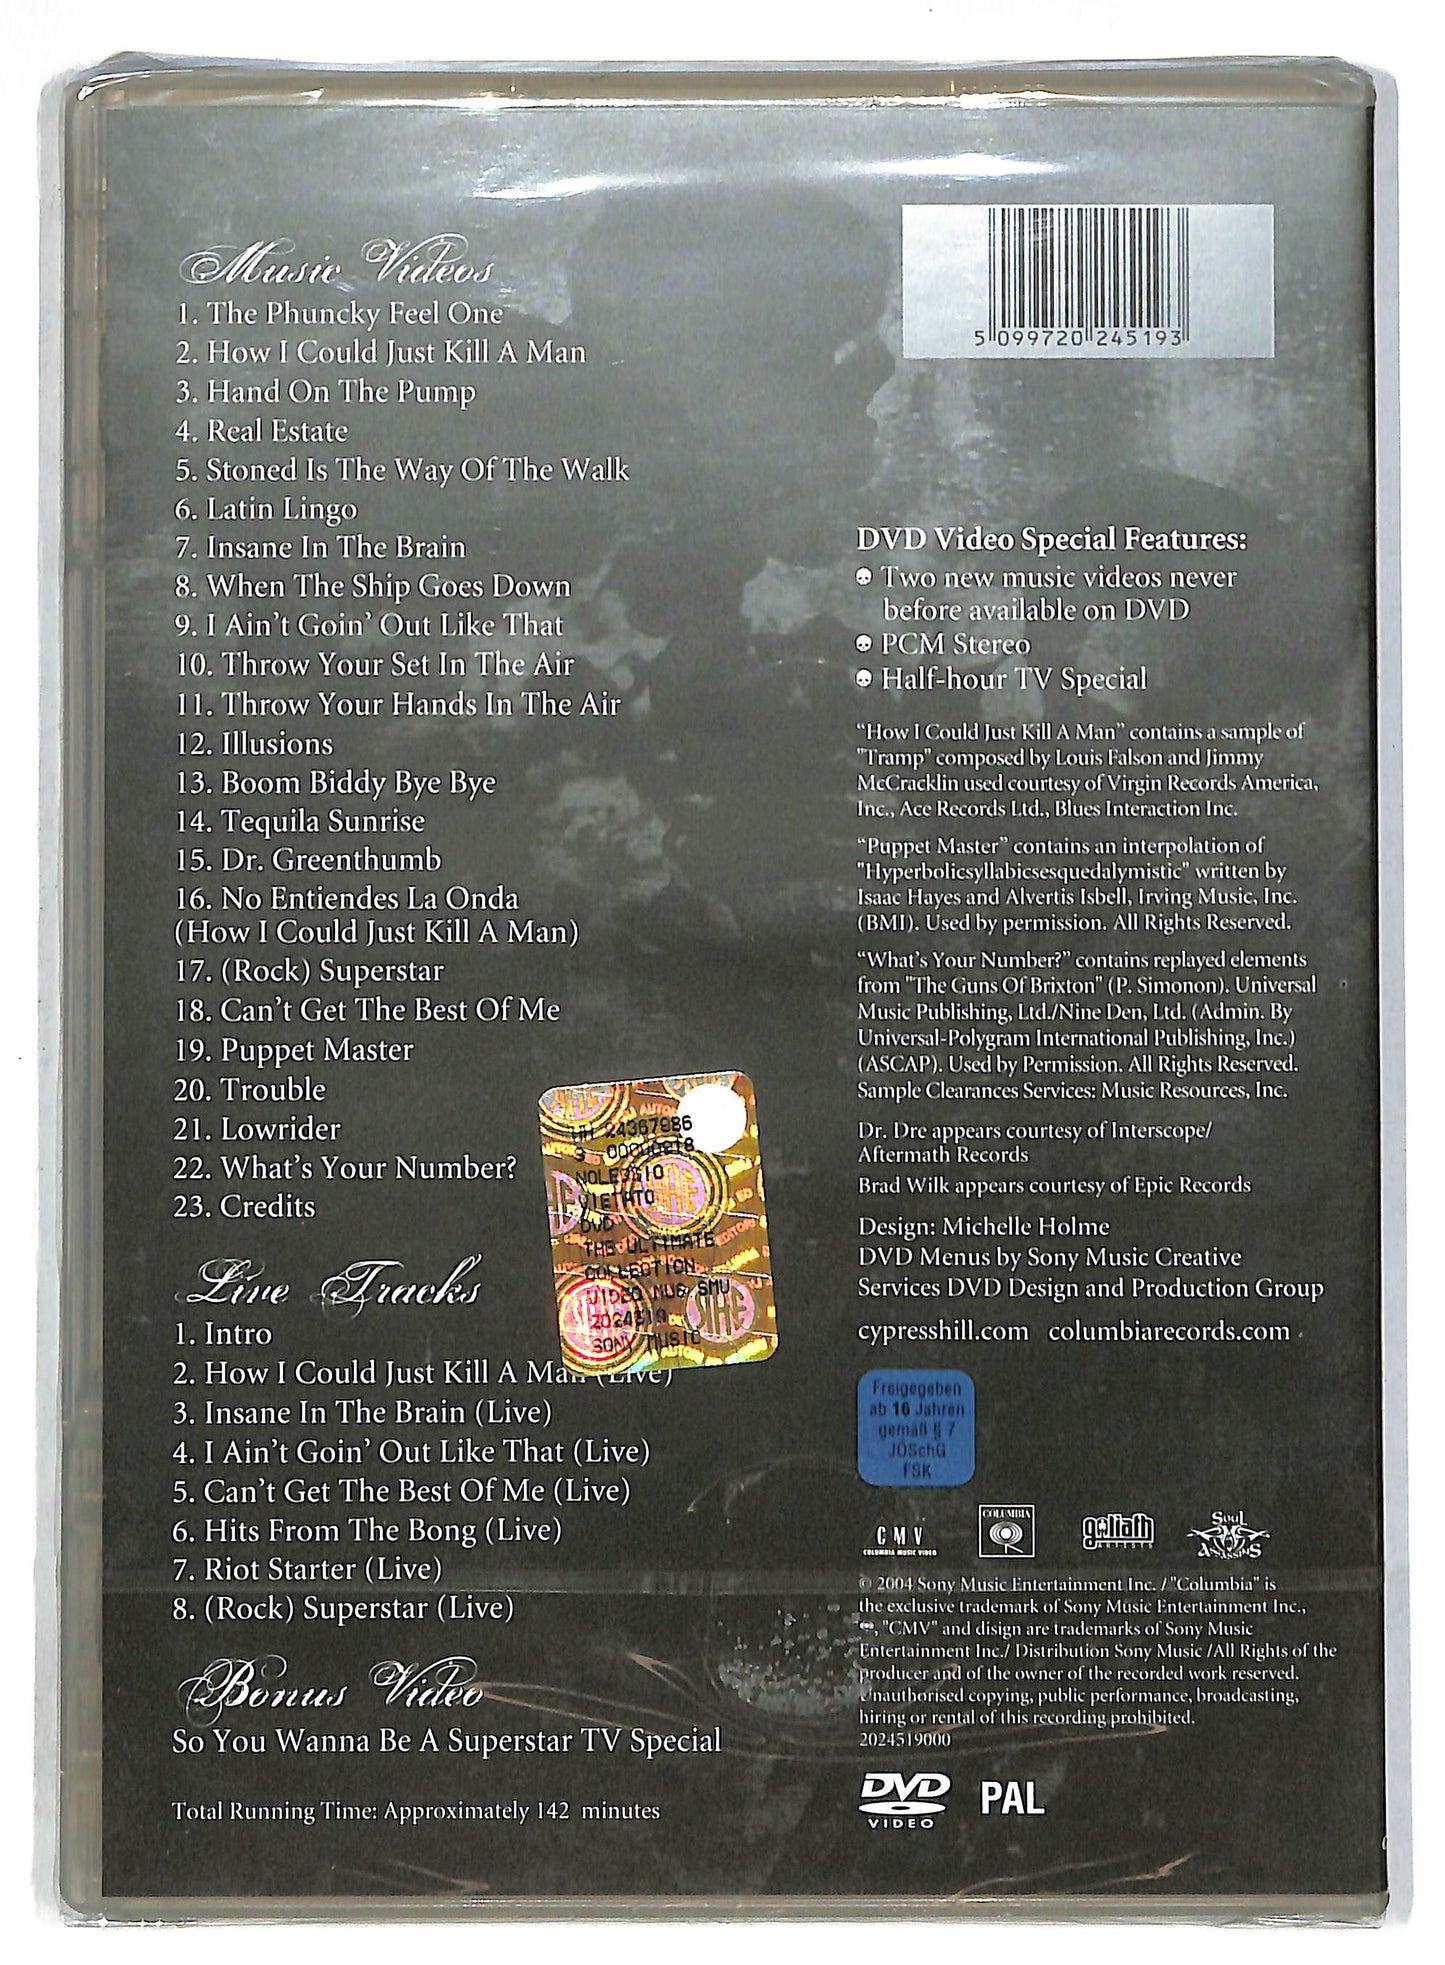 Music Videos
1. The Phuncky Feel One
2. How I Could Just Kill A Man
3. Hand On The Pump
4. Real Estate
5. Stoned Is The Way Of The Walk
6. Latin Lingo
7. Insane In The Brain
8. When The Ship Goes Down
9. I Ain't Goin' Out Like That
10. Throw Your Set In The Air
11. Throw Your Hands In The Air
12. Illusions
13. Boom Biddy Bye Bye
14. Tequila Sunrise
15. Dr. Greenthumb
16. No Entiendes La Onda
(How I Could Just Kill A Man)
17. (Rock) Superstar
18. Can't Get The Best Of Me
19. Puppet Master
20. Trouble
21. Lowrider
22. What's Your Number?
23. Credits
Live Tracks
1. Intro
2. How I Could Just Kill A Man (Live)
3. Insane In The Brain (Live)
4. I Ain't Goin' Out Like That (Live)
5. Can't Get The Best Of Me (Live)
6. Hits From The Bong (Live)
7. Riot Starter (Live)
8. (Rock) Superstar (Live)
Bonus Video
So You Wanna Be A Superstar TV Special
Total Running Time: Approximately 142 minutes
24367986
NOLEGGIO
VIETATO
DVD
THE ULTIMATE
COLLECTION
VIDEO MUS SMU
SONY MUSIC
5 099720 245193
DVD Video Special Features:
Two new music videos never
before available on DVD
PCM Stereo
Half-hour TV Special
“How I Could Just Kill A Man” contains a sample of
"Tramp" composed by Louis Falson and Jimmy
McCracklin used courtesy of Virgin Records America,
Inc., Ace Records Ltd., Blues Interaction Inc.
“Puppet Master” contains an interpolation of
"Hyperbolicsyllabicsesquedalymistic" written by
Isaac Hayes and Alvertis Isbell, Irving Music, Inc.
(BMI). Used by permission. All Rights Reserved.
“What's Your Number?” contains replayed elements
from "The Guns Of Brixton" (P. Simonon). Universal
Music Publishing, Ltd./Nine Den, Ltd. (Admin. By
Universal-Polygram International Publishing, Inc.)
(ASCAP). Used by Permission. All Rights Reserved.
Sample Clearances Services: Music Resources, Inc.
Dr. Dre appears courtesy of Interscope/
Aftermath Records
Brad Wilk appears courtesy of Epic Records
Design: Michelle Holme
DVD Menus by Sony Music Creative
Services DVD Design and Production Group
cypresshill.com columbiarecords.com
Freigegeben
ab 16 Jahren
gemäß § 7
JÖSchG
FSK
CMV
COLUMBIA MUSIC VIDEO
COLUMBIA
goliath
ARTISTS
Soul
Assassins
© 2004 Sony Music Entertainment Inc. / "Columbia" is
the exclusive trademark of Sony Music Entertainment Inc.,
, "CMV" and disign are trademarks of Sony Music
Entertainment Inc./ Distribution Sony Music /All Rights of the
producer and of the owner of the recorded work reserved.
Unauthorised copying, public performance, broadcasting,
hiring or rental of this recording prohibited.
2024519000
DVD
VIDEO
PAL